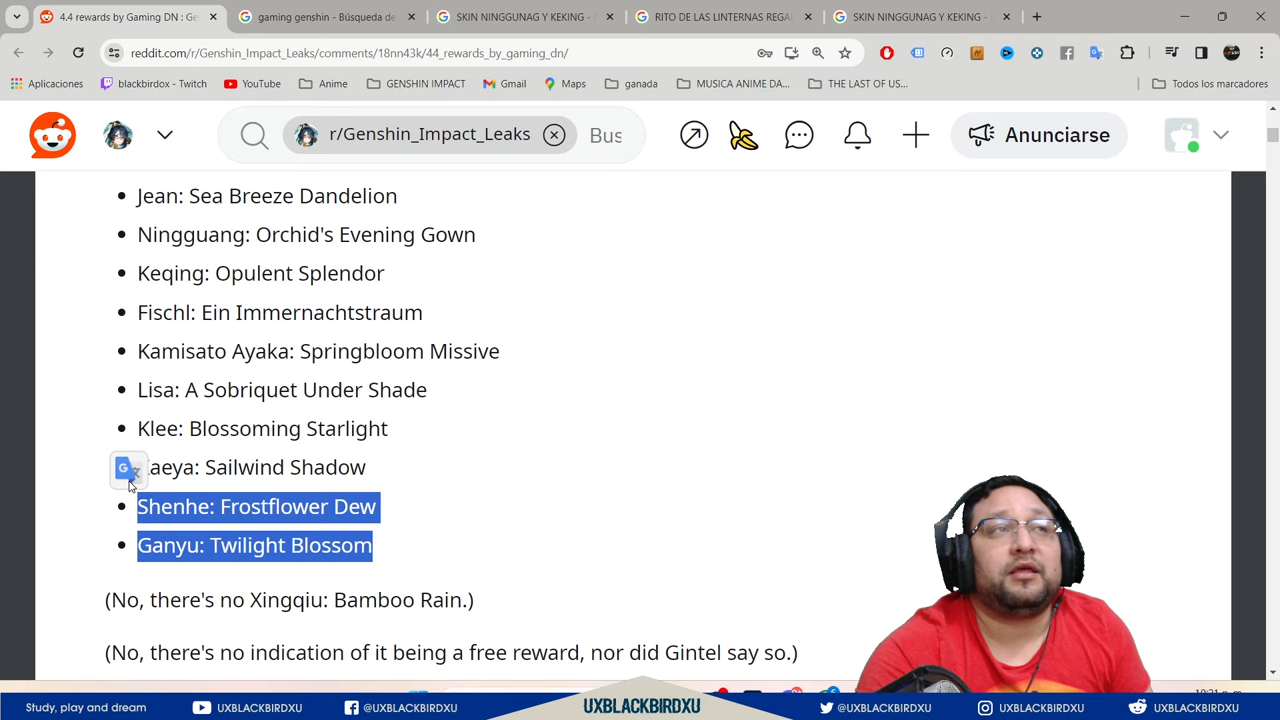 4.4 rewards by Gaming DN : Ge
gaming genshin - Búsqueda de
SKIN NINGGUNAG Y KEKING -
RITO DE LAS LINTERNAS REGAL
SKIN NINGGUNAG Y KEKING -
reddit.com/r/Genshin_Impact_Leaks/comments/18nn43k/44_rewards_by_gaming_dn/
Aplicaciones
blackbirdox - Twitch
YouTube
Anime
GENSHIN IMPACT
Gmail
Maps
ganada
MUSICA ANIME DA...
THE LAST OF US...
Todos los marcadores
r/Genshin_Impact_Leaks
Bus
Anunciarse
Jean: Sea Breeze Dandelion
Ningguang: Orchid's Evening Gown
Keqing: Opulent Splendor
Fischl: Ein Immernachtstraum
Kamisato Ayaka: Springbloom Missive
Lisa: A Sobriquet Under Shade
Klee: Blossoming Starlight
aeya: Sailwind Shadow
Shenhe: Frostflower Dew
Ganyu: Twilight Blossom
(No, there's no Xingqiu: Bamboo Rain.)
(No, there's no indication of it being a free reward, nor did Gintel say so.)
Study, play and dream
UXBLACKBIRDXU
@UXBLACKBIRDXU
UXBLACKBIRDXU
@UXBLACKBIRDXU
UXBLACKBIRDXU
UXBLACKBIRDXU